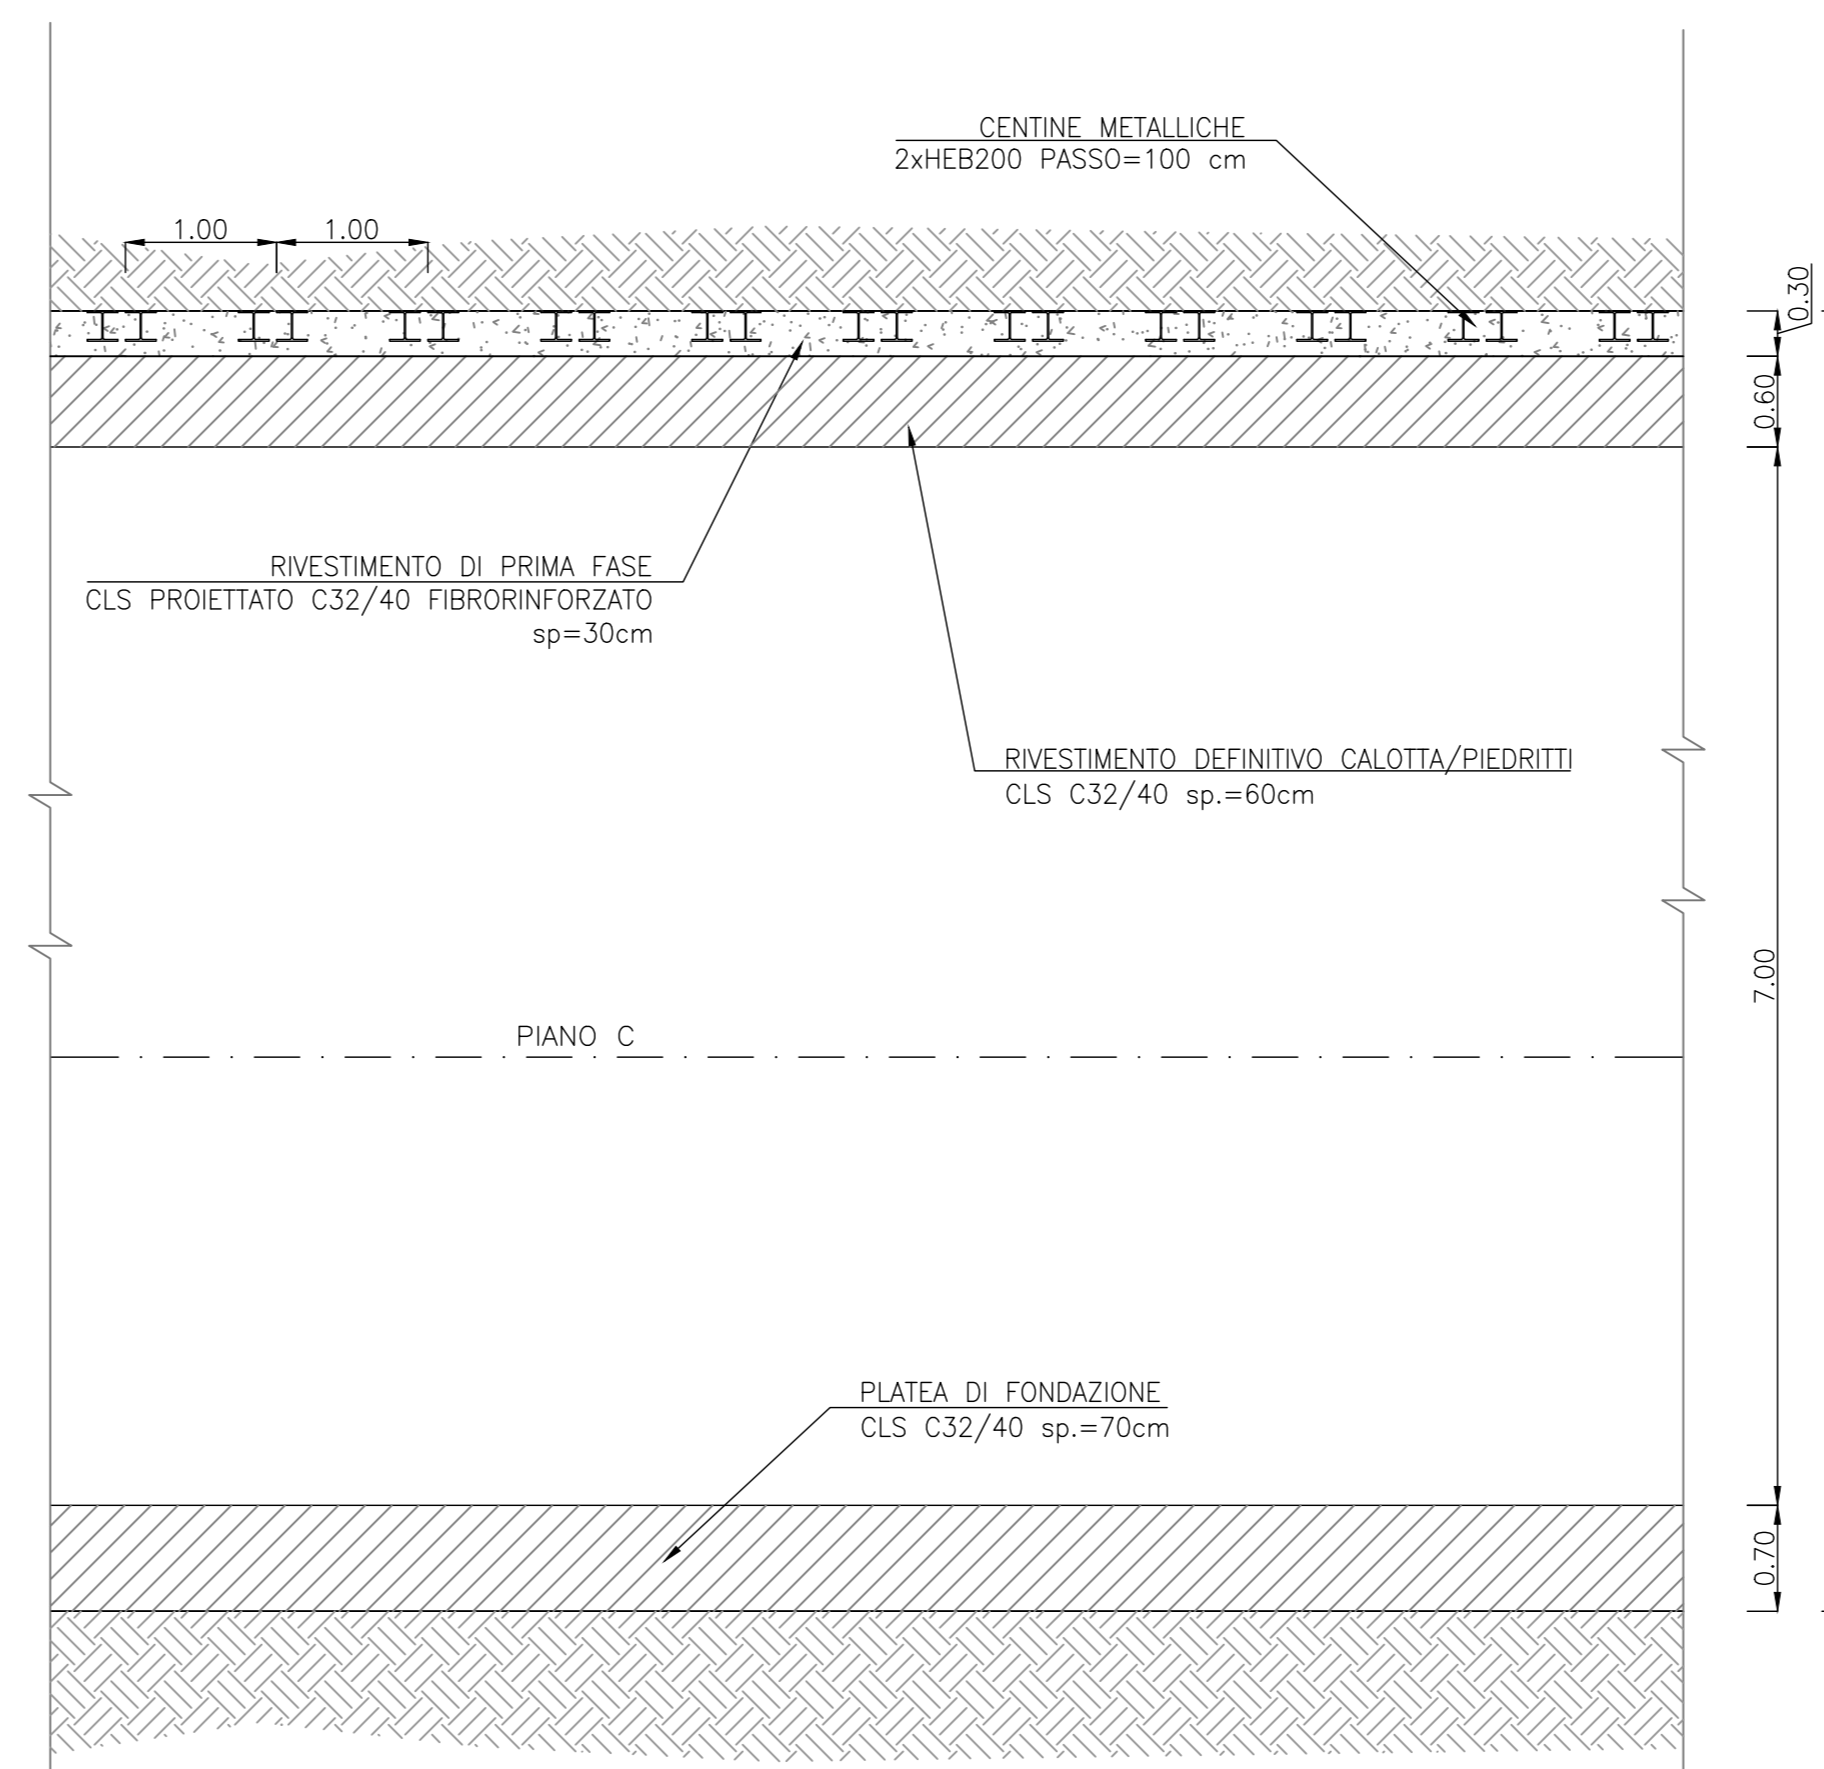 CENTINE METALLICHE
2xHEB200 PASSO=100 cm
1.00
1.00
0.30
0.60
RIVESTIMENTO DI PRIMA FASE
CLS PROIETTATO C32/40 FIBRORINFORZATO
sp=30cm
RIVESTIMENTO DEFINITIVO CALOTTA/PIEDRITTI
CLS C32/40 sp.=60cm
7.00
PIANO C
PLATEA DI FONDAZIONE
CLS C32/40 sp.=70cm
0.70